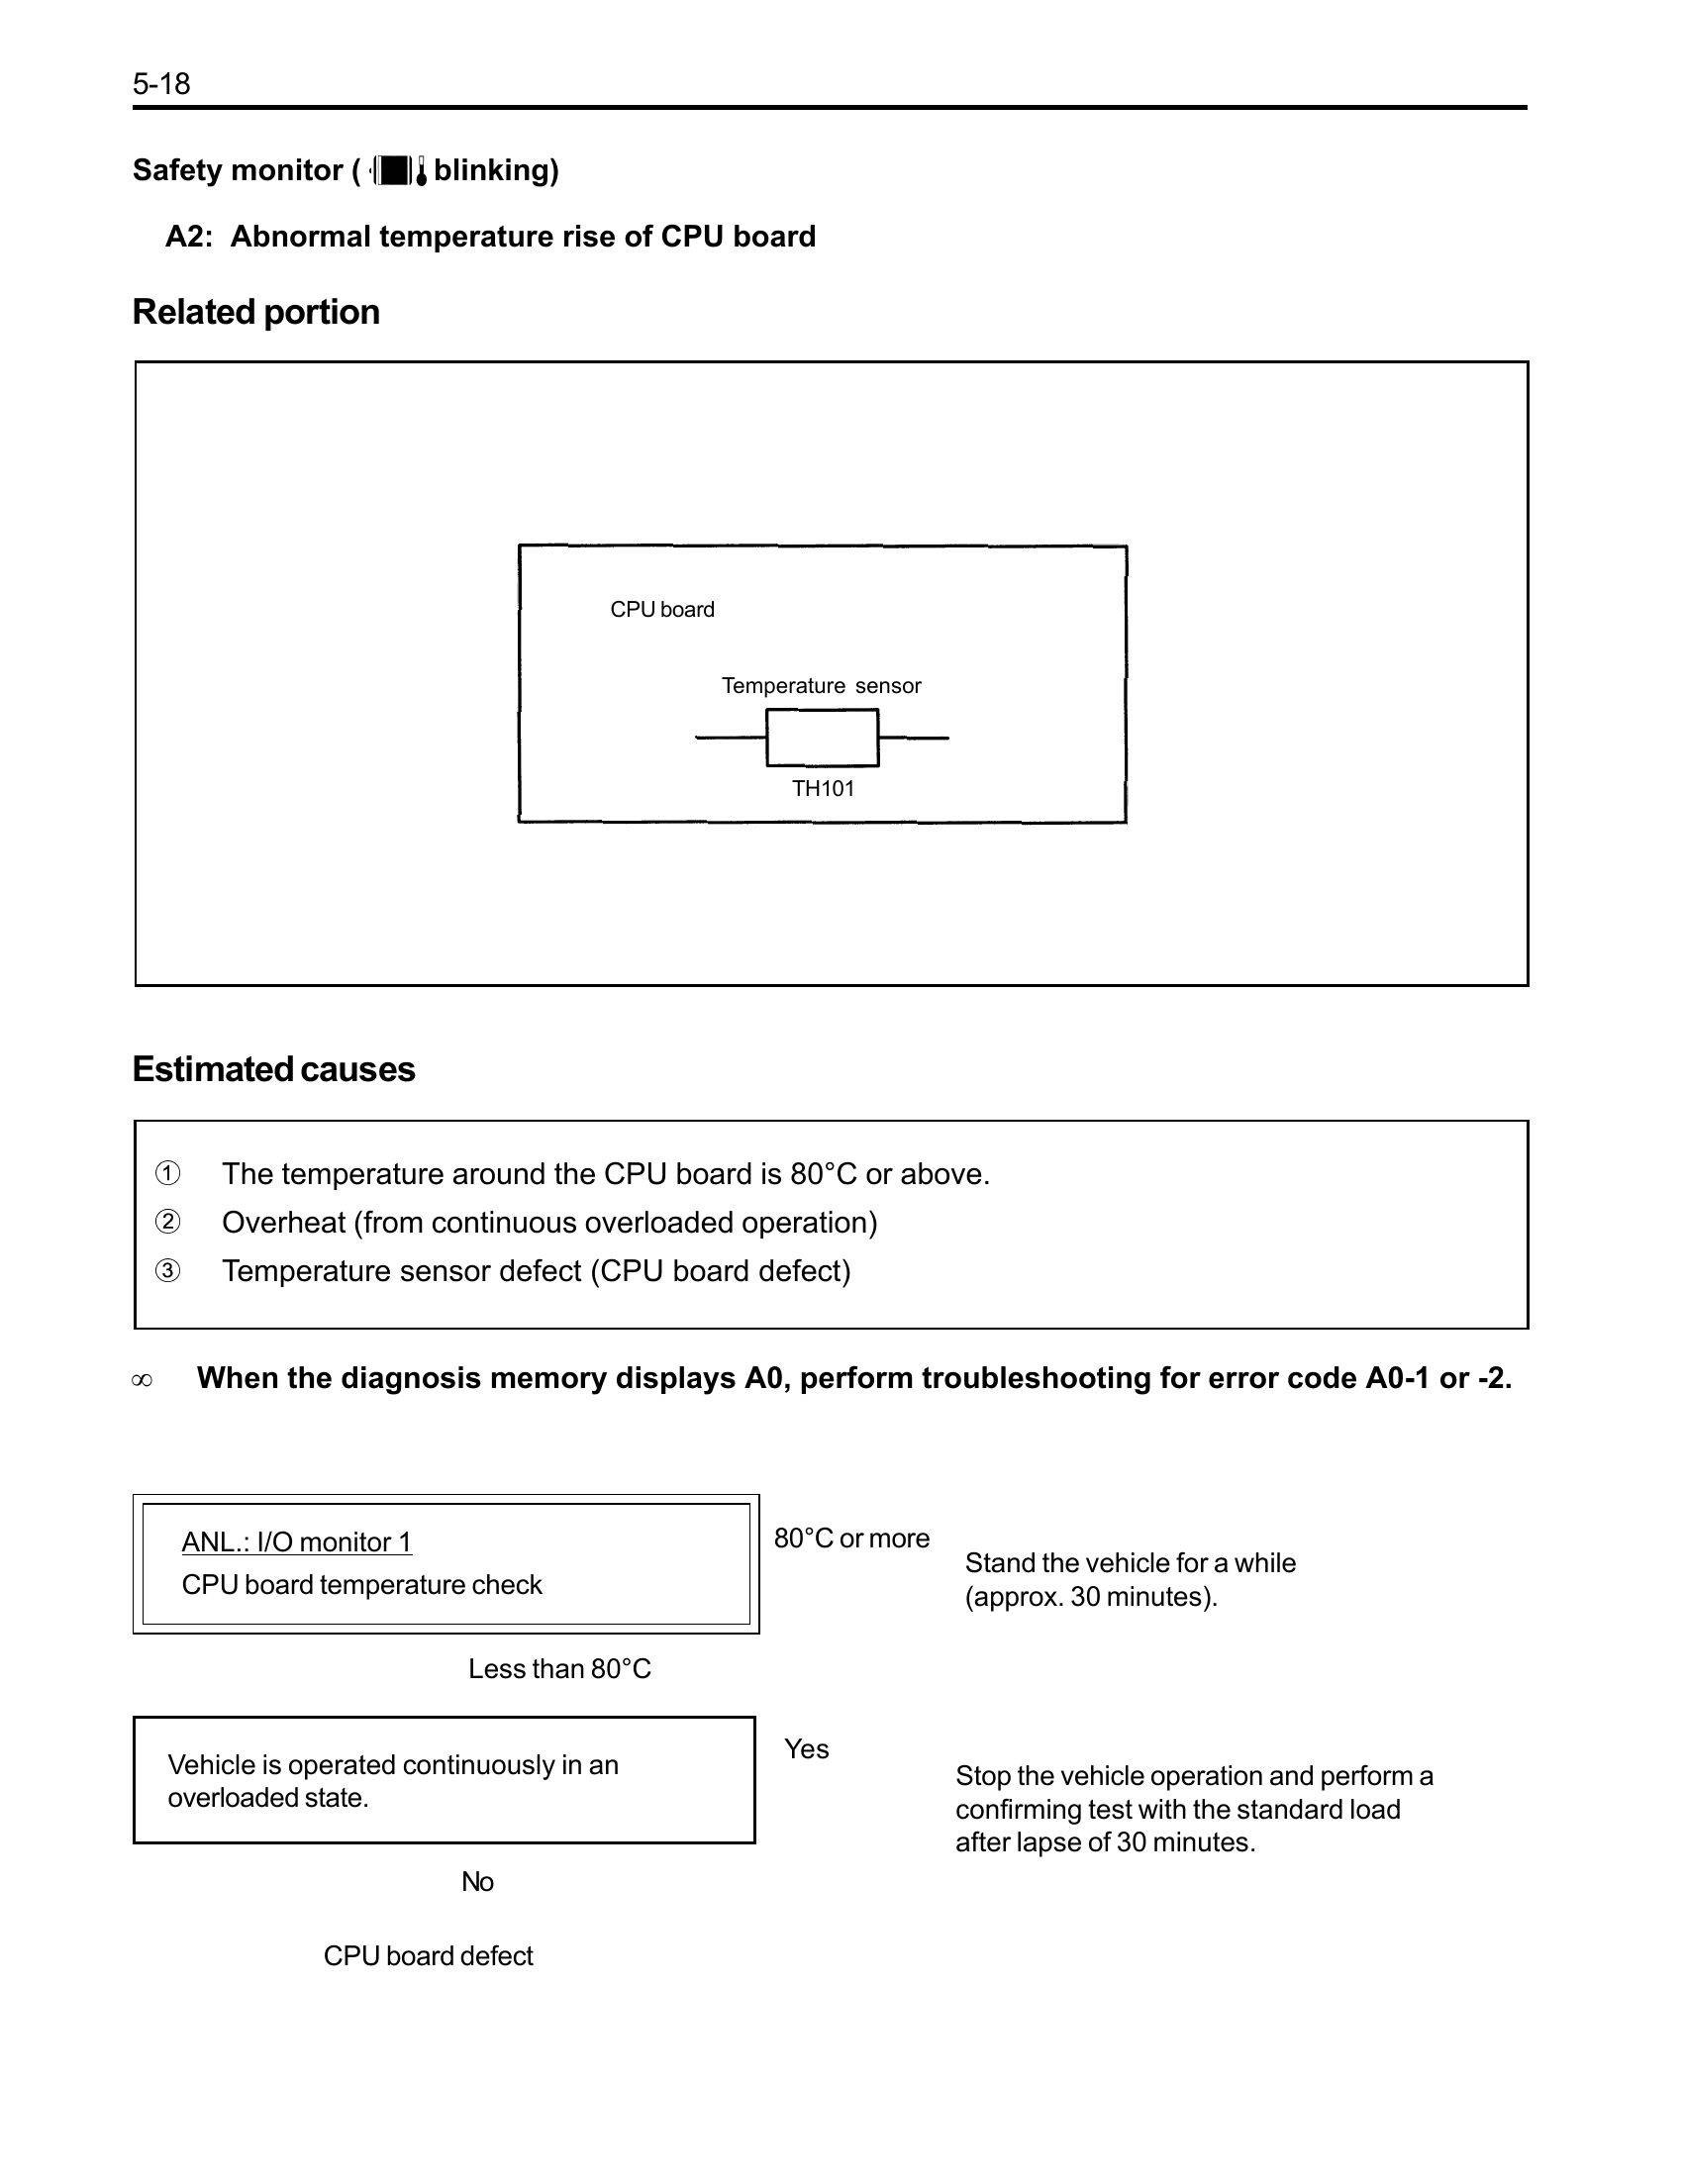 5-18
Safety monitor ( blinking)
A2: Abnormal temperature rise of CPU board
Related portion
CPU board
Temperature sensor
TH101
Estimated causes
① The temperature around the CPU board is 80°C or above.
② Overheat (from continuous overloaded operation)
③ Temperature sensor defect (CPU board defect)
∞ When the diagnosis memory displays A0, perform troubleshooting for error code A0-1 or -2.
ANL.: I/O monitor 1
CPU board temperature check
80°C or more
Stand the vehicle for a while
(approx. 30 minutes).
Less than 80°C
Vehicle is operated continuously in an
overloaded state.
Yes
Stop the vehicle operation and perform a
confirming test with the standard load
after lapse of 30 minutes.
No
CPU board defect